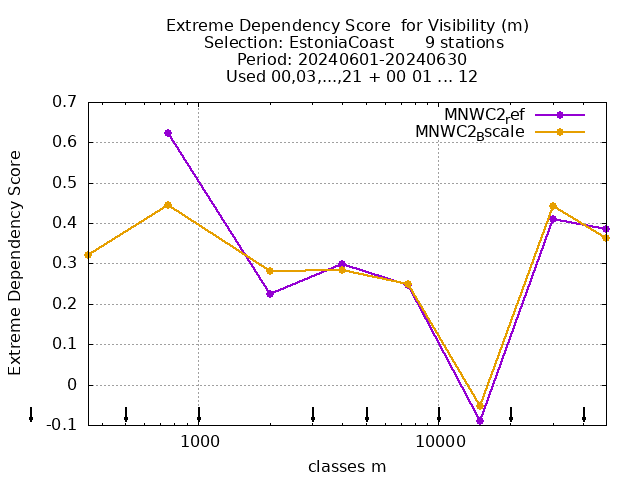 Extreme Dependency Score  for Visibility (m)
Selection: EstoniaCoast      9 stations
Period: 20240601-20240630
Used 00,03,...,21 + 00 01 ... 12
MNWC2ref
MNWC2Bscale
0.7
0.6
0.5
0.4
0.3
0.2
0.1
0
-0.1
Extreme Dependency Score
1000
10000
classes m